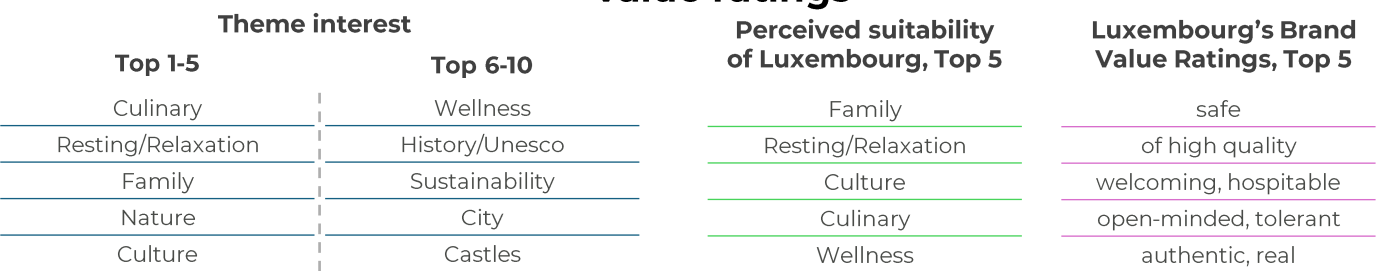 value ratings
Theme interest
Top 1-5
Top 6-10
Culinary
Wellness
Resting/Relaxation
History/Unesco
Family
Sustainability
Nature
City
Culture
Castles
Perceived suitability
of Luxembourg, Top 5
Family
Resting/Relaxation
Culture
Culinary
Wellness
Luxembourg's Brand
Value Ratings, Top 5
safe
of high quality
welcoming, hospitable
open-minded, tolerant
authentic, real